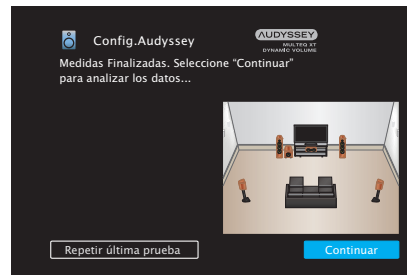 Config.Audyssey
AUDYSSEY
MULTEQ XT
DYNAMIC VOLUME
Medidas Finalizadas. Seleccione “Continuar”
para analizar los datos...
Repetir última prueba
Continuar